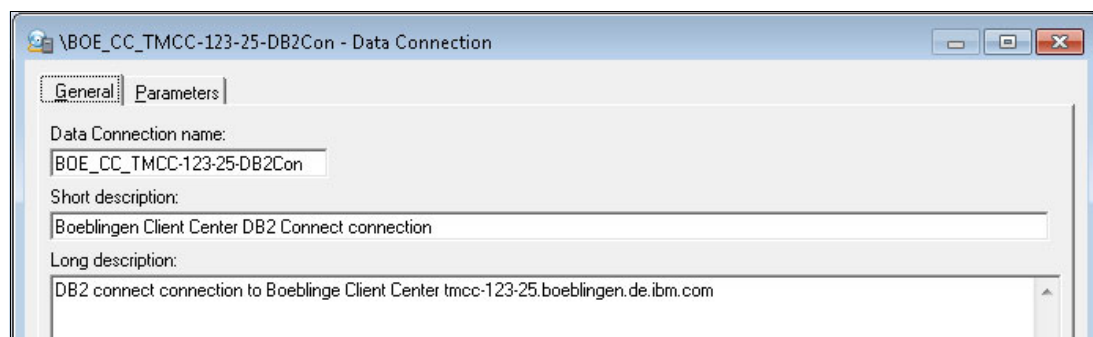 \BOE_CC_TMCC-123-25-DB2Con - Data Connection
General Parameters
Data Connection name:
BOE_CC_TMCC-123-25-DB2Con
Short description:
Boeblingen Client Center DB2 Connect connection
Long description:
DB2 connect connection to Boeblinge Client Center tmcc-123-25.boeblingen.de.ibm.com